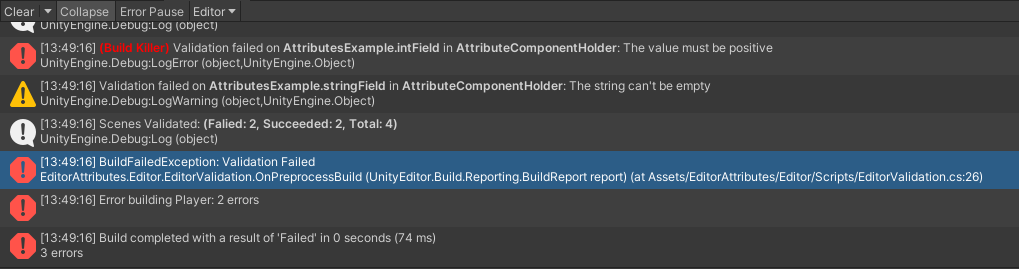 Clear Collapse Error Pause Editor
UnityEngine.Debug:Log (object)
[13:49:16] (Build Killer) Validation failed on AttributesExample.intField in AttributeComponentHolder: The value must be positive
UnityEngine.Debug:LogError (object,UnityEngine.Object)
[13:49:16] Validation failed on AttributesExample.stringField in AttributeComponentHolder: The string can't be empty
UnityEngine.Debug:LogWarning (object,UnityEngine.Object)
[13:49:16] Scenes Validated: (Falied: 2, Succeeded: 2, Total: 4)
UnityEngine.Debug:Log (object)
[13:49:16] BuildFailedException: Validation Failed
EditorAttributes.Editor.EditorValidation.OnPreprocessBuild (UnityEditor.Build.Reporting.BuildReport report) (at Assets/EditorAttributes/Editor/Scripts/EditorValidation.cs:26)
[13:49:16] Error building Player: 2 errors
[13:49:16] Build completed with a result of 'Failed' in 0 seconds (74 ms)
3 errors